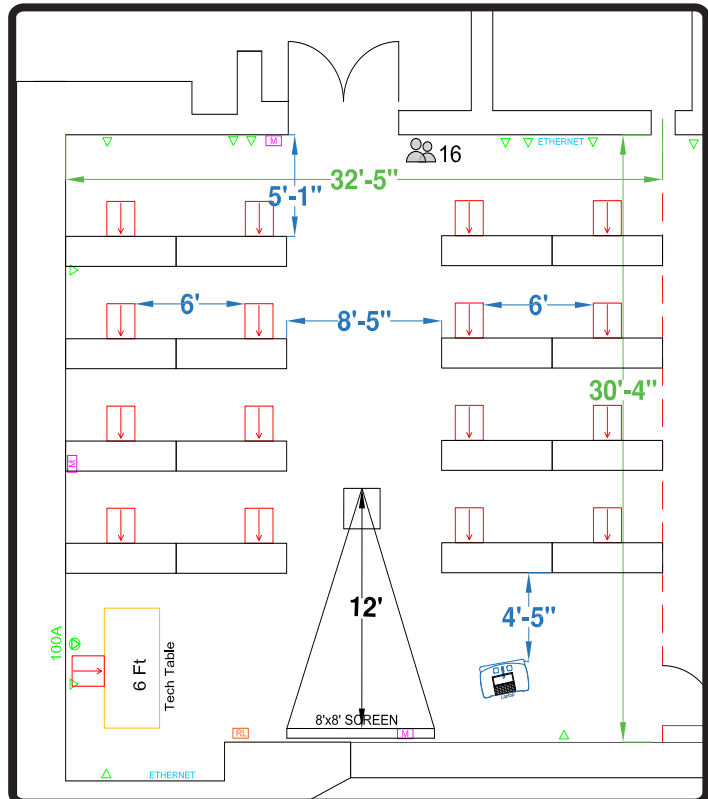 M
ETHERNET
16
32'-5"
5'-1"
6'
8'-5"
6'
30'-4"
M
12'
4'-5"
100A
6 Ft
Tech Table
Laptop
8'x8' SCREEN
RL
M
ETHERNET